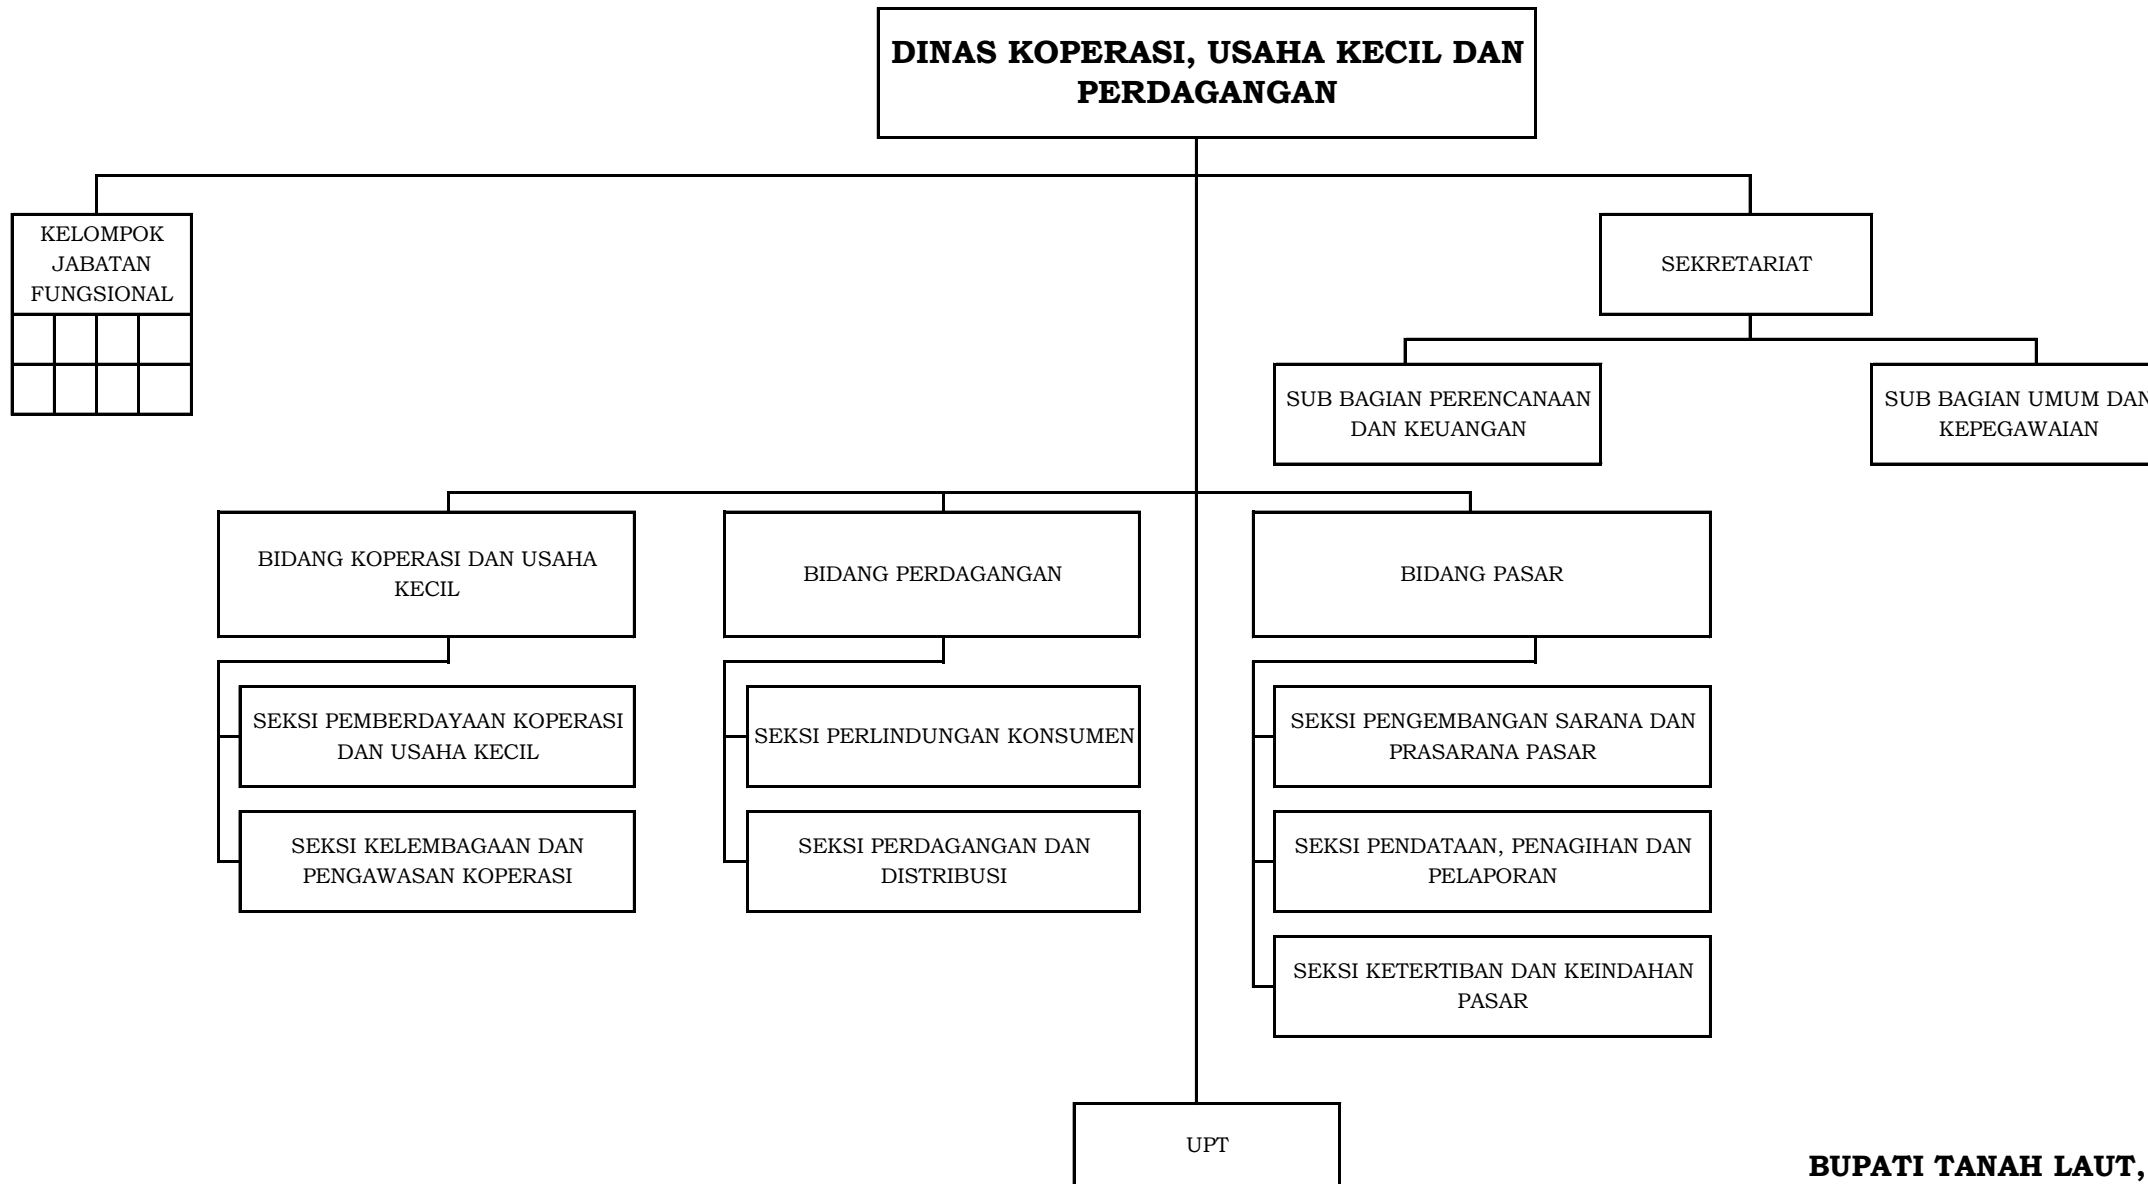 DINAS KOPERASI, USAHA KECIL DAN
PERDAGANGAN
KELOMPOK
JABATAN
FUNGSIONAL
SEKRETARIAT
SUB BAGIAN PERENCANAAN
DAN KEUANGAN
SUB BAGIAN UMUM DAN
KEPEGAWAIAN
BIDANG KOPERASI DAN USAHA
KECIL
BIDANG PERDAGANGAN
BIDANG PASAR
SEKSI PEMBERDAYAAN KOPERASI
DAN USAHA KECIL
SEKSI PERLINDUNGAN KONSUMEN
SEKSI PENGEMBANGAN SARANA DAN
PRASARANA PASAR
SEKSI KELEMBAGAAN DAN
PENGAWASAN KOPERASI
SEKSI PERDAGANGAN DAN
DISTRIBUSI
SEKSI PENDATAAN, PENAGIHAN DAN
PELAPORAN
SEKSI KETERTIBAN DAN KEINDAHAN
PASAR
UPT
BUPATI TANAH LAUT,